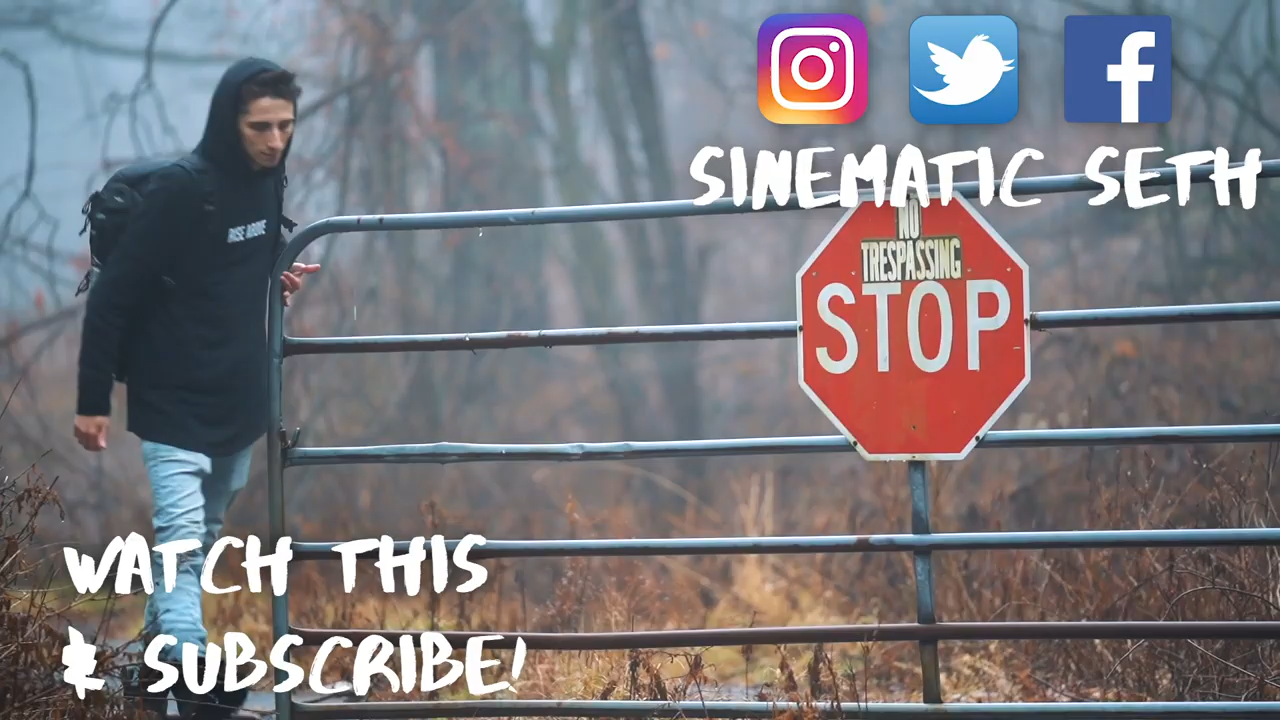 SINEMATIC SETH
NO
TRESPASSING
STOP
RISE ABOVE
WATCH THIS
& SUBSCRIBE!